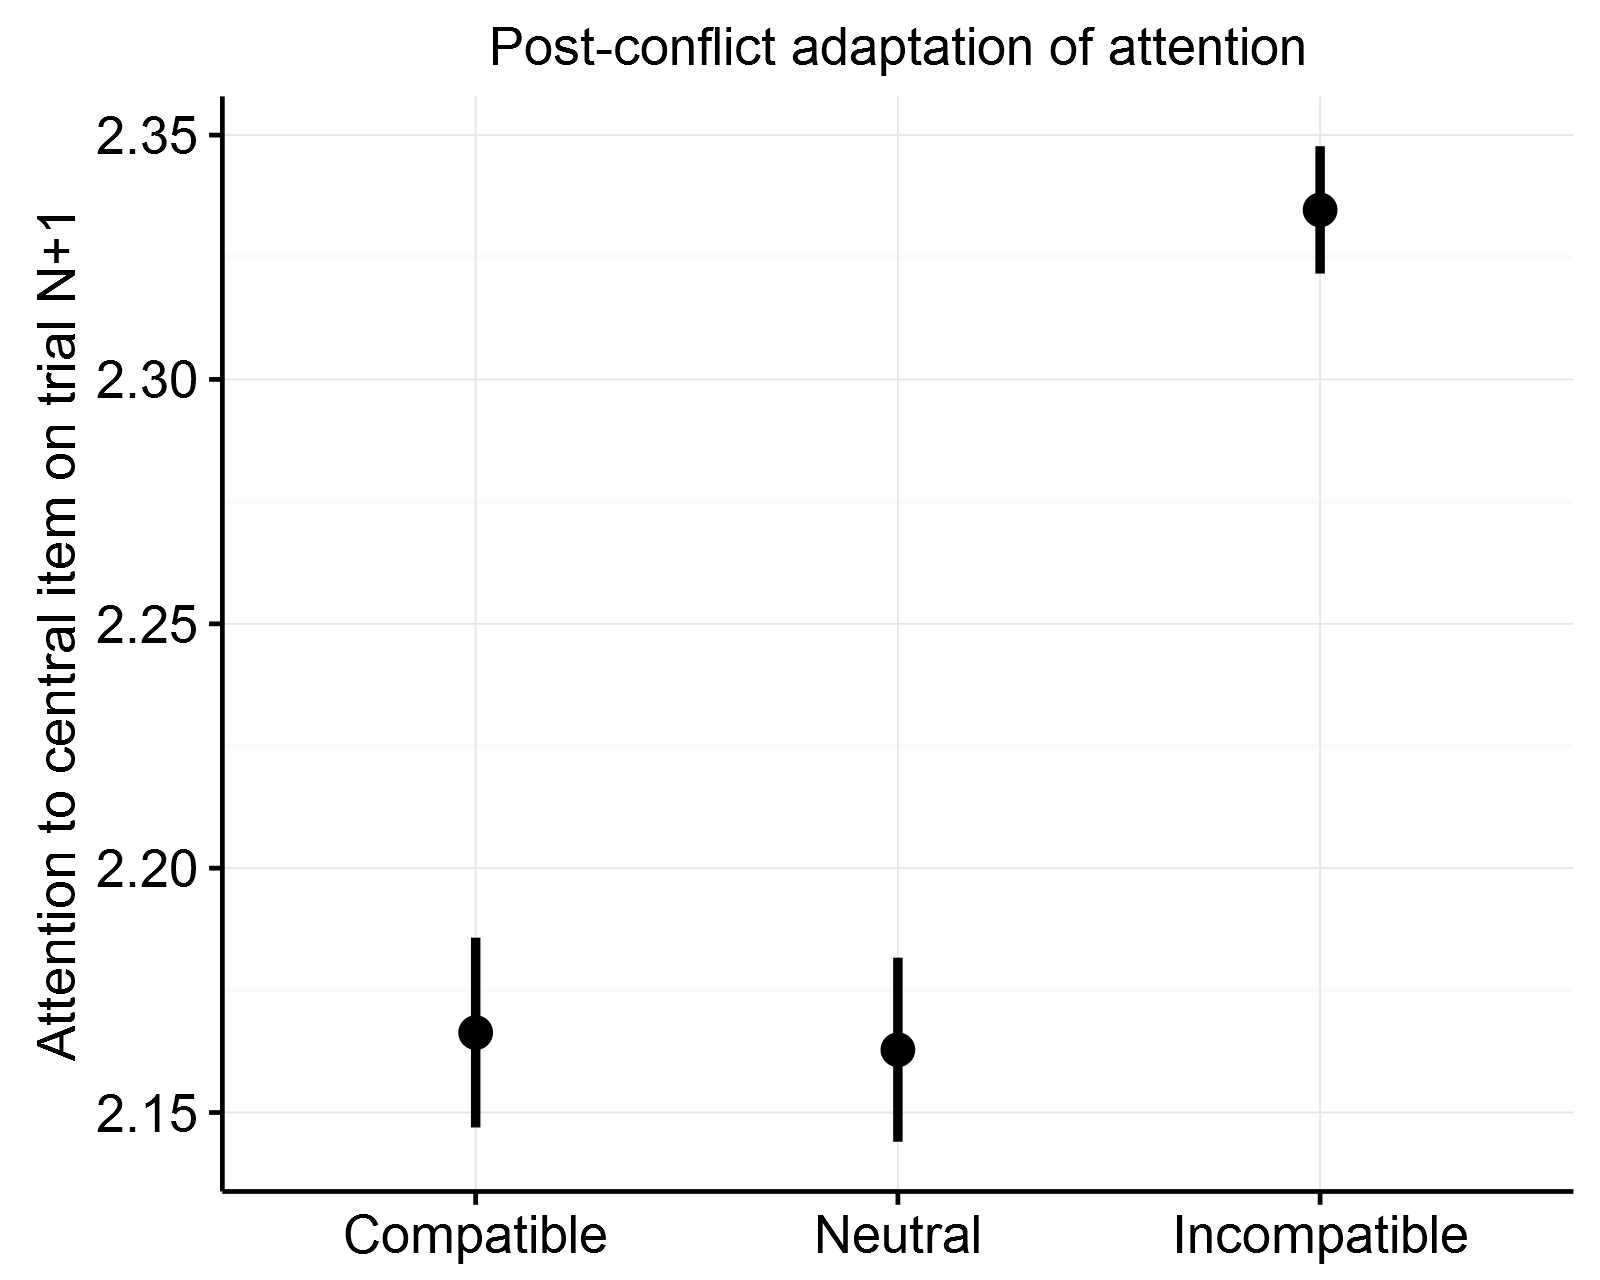 Post-conflict adaptation of attention
Attention to central item on trial N+1
2.35
2.30
2.25
2.20
2.15
Compatible
Neutral
Incompatible